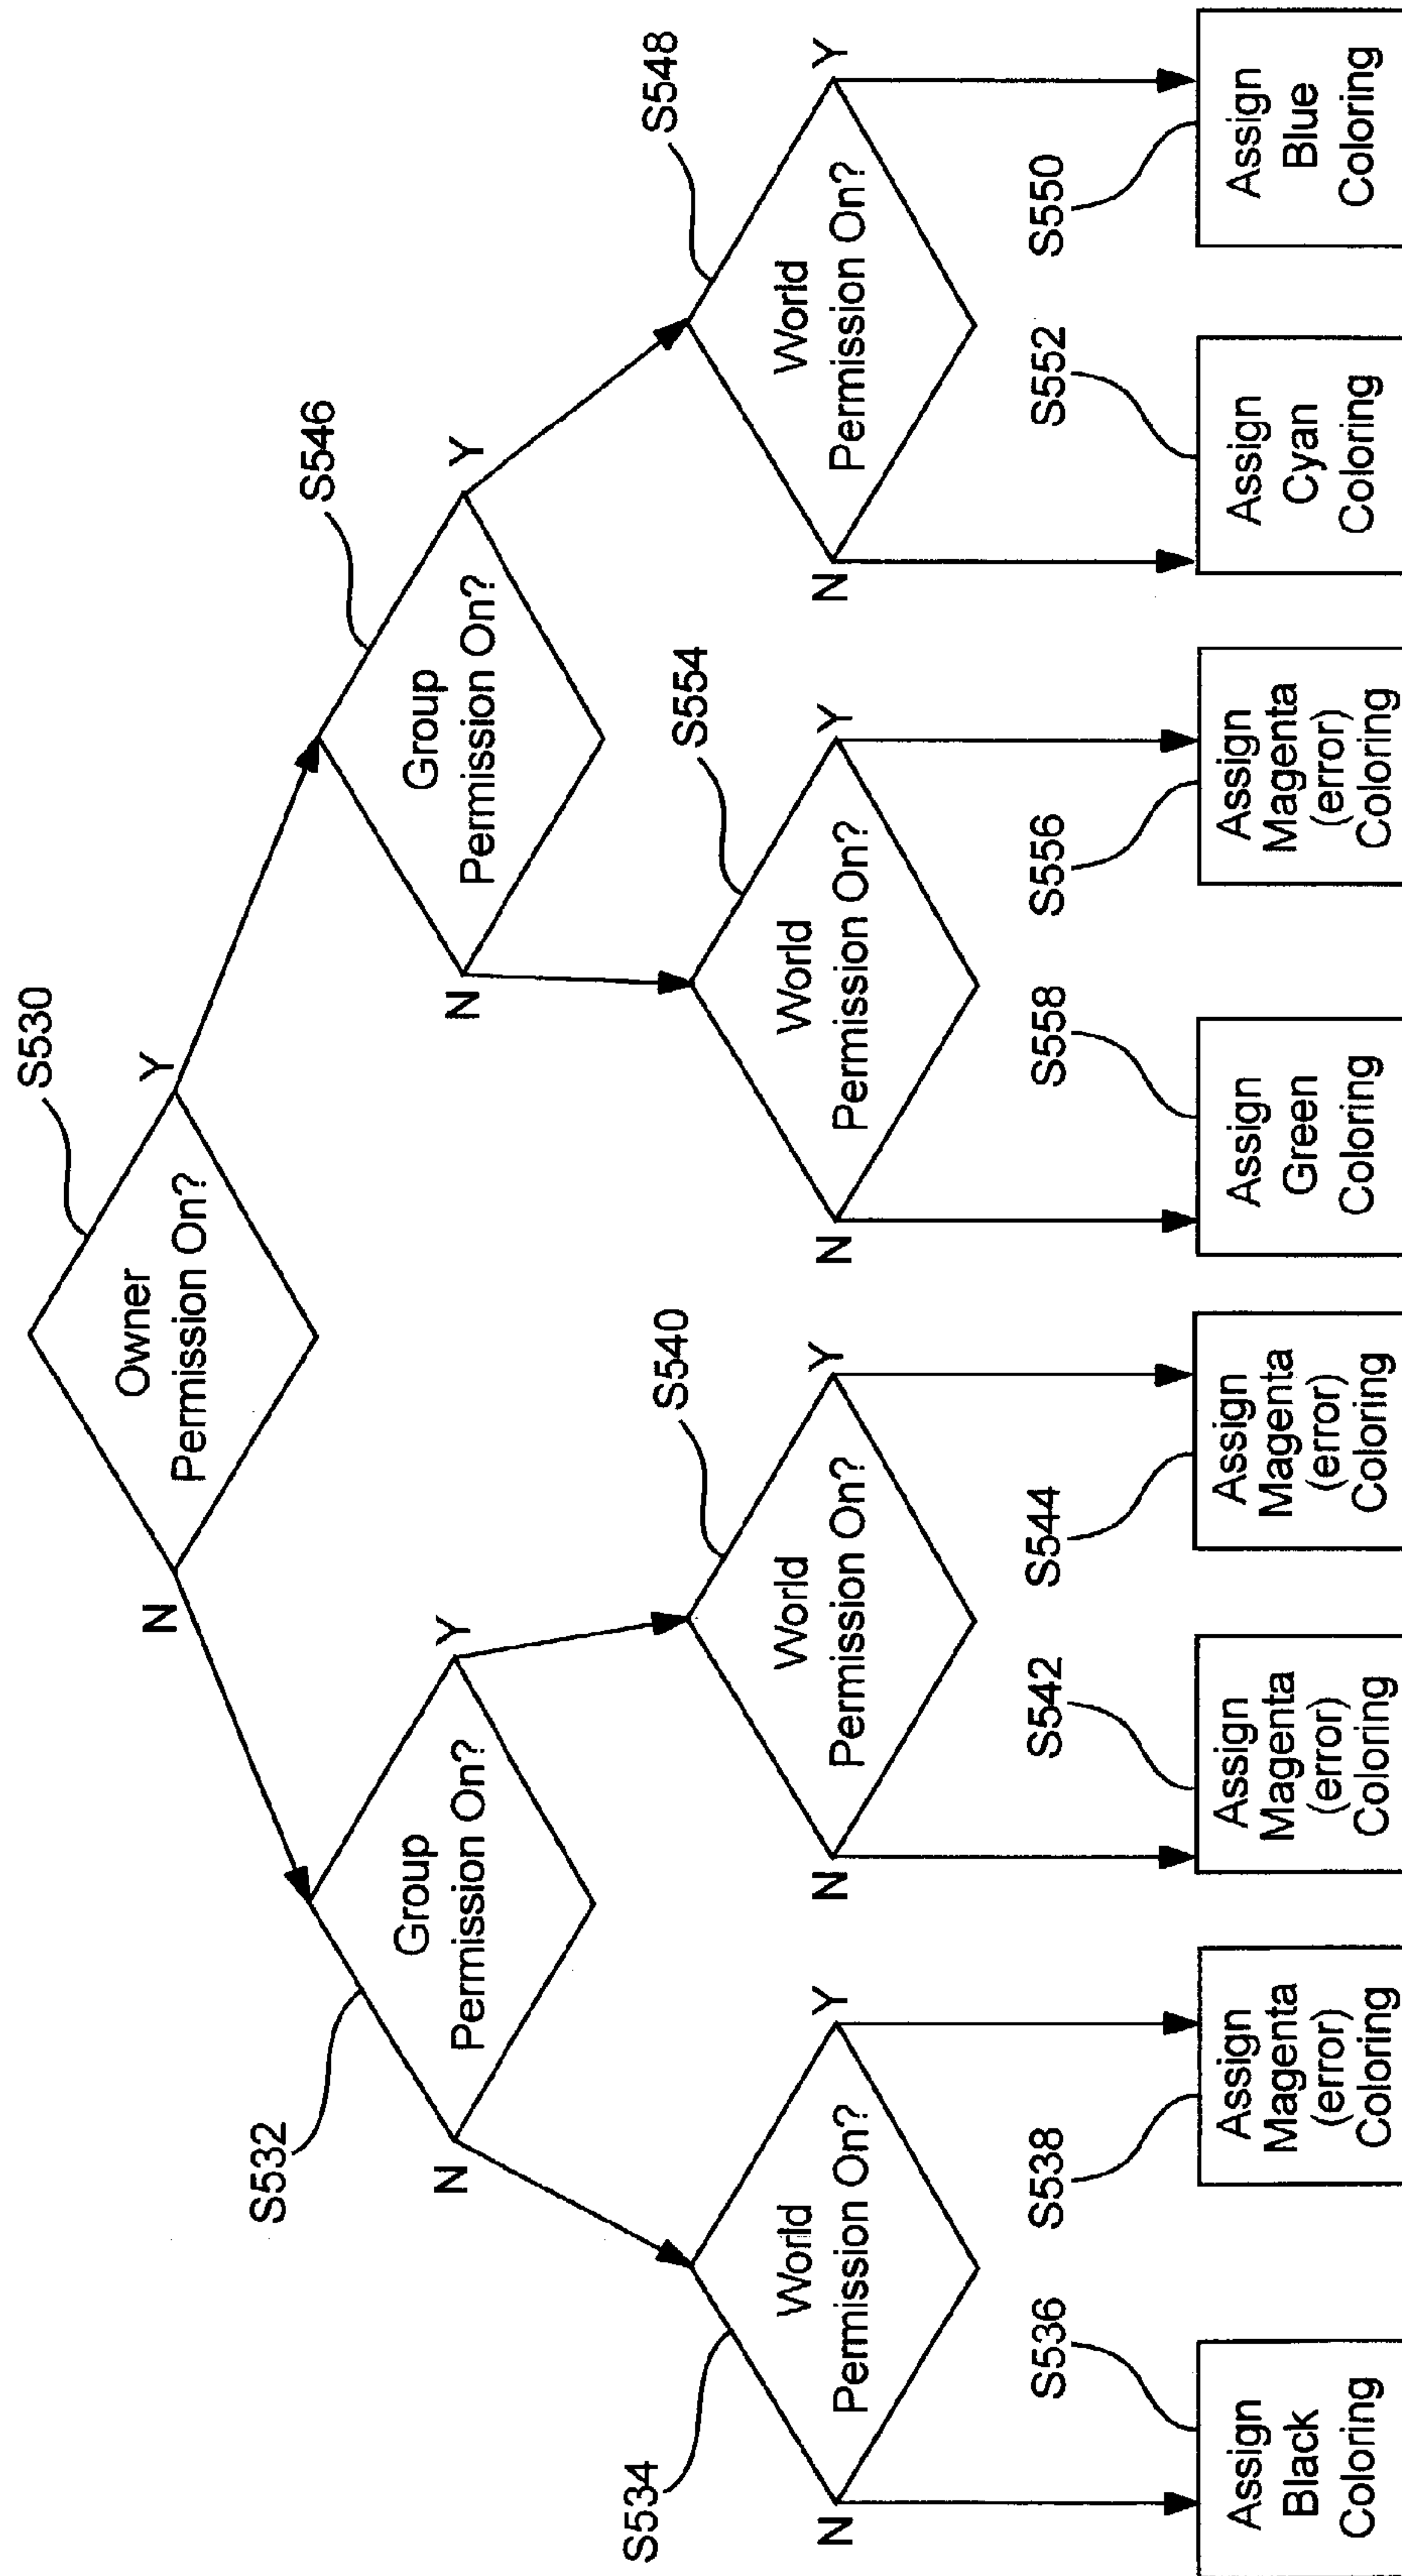 S530
Owner
Permission On?
N
Y
S532
Group
Permission On?
N
Y
S546
Group
Permission On?
N
Y
S534
World
Permission On?
N
Y
S540
World
Permission On?
N
Y
S554
World
Permission On?
N
Y
S548
World
Permission On?
N
Y
S536
Assign
Black
Coloring
S538
Assign
Magenta
(error)
Coloring
S542
Assign
Magenta
(error)
Coloring
S544
Assign
Magenta
(error)
Coloring
S558
Assign
Green
Coloring
S556
Assign
Magenta
(error)
Coloring
S552
Assign
Cyan
Coloring
S550
Assign
Blue
Coloring